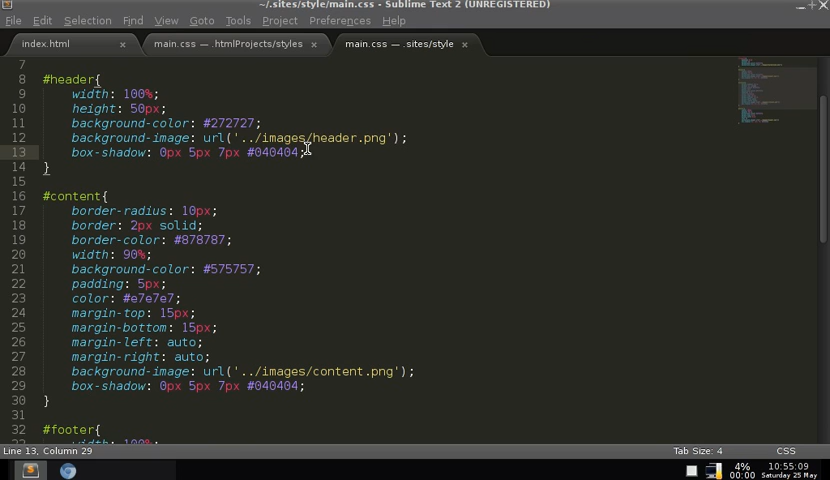 ~/.sites/style/main.css - Sublime Text 2 (UNREGISTERED)
File Edit Selection Find View Goto Tools Project Preferences Help
index.html × main.css — .htmlProjects/styles × main.css — .sites/style ×
7
8 #header{
9 width: 100%;
10 height: 50px;
11 background-color: #272727;
12 background-image: url('../images/header.png');
13 box-shadow: 0px 5px 7px #040404;
14 }
15
16 #content{
17 border-radius: 10px;
18 border: 2px solid;
19 border-color: #878787;
20 width: 90%;
21 background-color: #575757;
22 padding: 5px;
23 color: #e7e7e7;
24 margin-top: 15px;
25 margin-bottom: 15px;
26 margin-left: auto;
27 margin-right: auto;
28 background-image: url('../images/content.png');
29 box-shadow: 0px 5px 7px #040404;
30 }
31
32 #footer{
33 width: 100%;
Line 13, Column 29 Tab Size: 4 CSS
4% 10:55:09
00:00 Saturday 25 May